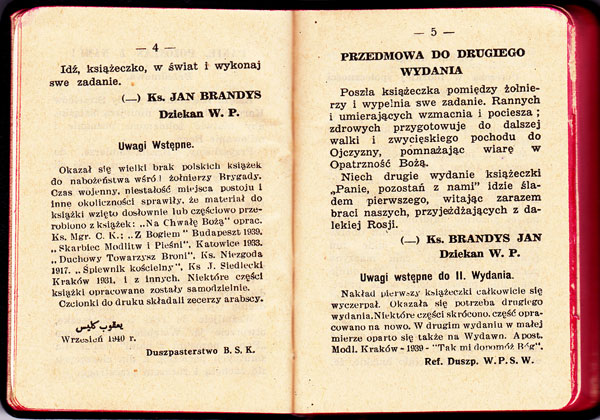 — 4 —
Idź, książeczko, w świat i wykonaj
swe zadanie.
(—) Ks. JAN BRANDYS
Dziekan W. P.
Uwagi Wstępne.
Okazał się wielki brak polskich książek
do nabożeństwa wśró! żołnierzy Brygady.
Czas wojenny, niestałość miejsca postoju i
inne okoliczności sprawiły, że materiał do
książki wzięto dosłownie lub częściowo prze-
robiono z książek: „Na Chwałę Bożą" oprac.
Ks. Mgr. C. K.: „Z Bogiem" Budapeszt 1939,
„Skarbiec Modlitw i Pieśni", Katowice 1933.
„Duchowy Towarzysz Broni", Ks. Niezgoda
1917. „Śpiewnik kościelny", Ks J. Siedlecki
Kraków 1931, i z innych. Niektóre części
książki opracowane zostały samodzielnie.
Czcionki do druku składali zecerzy arabscy.
يعقوب كليس
Wrzesień 1940 r.
Duszpasterstwo B. S. K.
— 5 —
PRZEDMOWA DO DRUGIEGO
WYDANIA
Poszła książeczka pomiędzy żołnie-
rzy i wypełnia swe zadanie. Rannych
i umierających wzmacnia i pociesza ;
zdrowych przygotowuje do dalszej
walki i zwycięskiego pochodu do
Ojczyzny, pomnażając wiarę w
Opatrzność Bożą.
Niech drugie wydanie książeczki
„Panie, pozostań z nami" idzie śla-
dem pierwszego, witając zarazem
braci naszych, przyjeżdżających z da-
lekiej Rosji.
(—) Ks. BRANDYS JAN
Dziekan W. P.
Uwagi wstępne do II. Wydania.
Nakład pierwszy książeczki całkowicie się
wyczerpał. Okazała się potrzeba drugiego
wydania.Niektóre części skrócono. część opra-
cowano na nowo. W drugim wydaniu w małej
mierze oparto się także na Wydawn. Apost.
Modl. Kraków - 1939 - "Tak mi dopomóż Bóg".
Ref. Duszp. W. P. S. W.